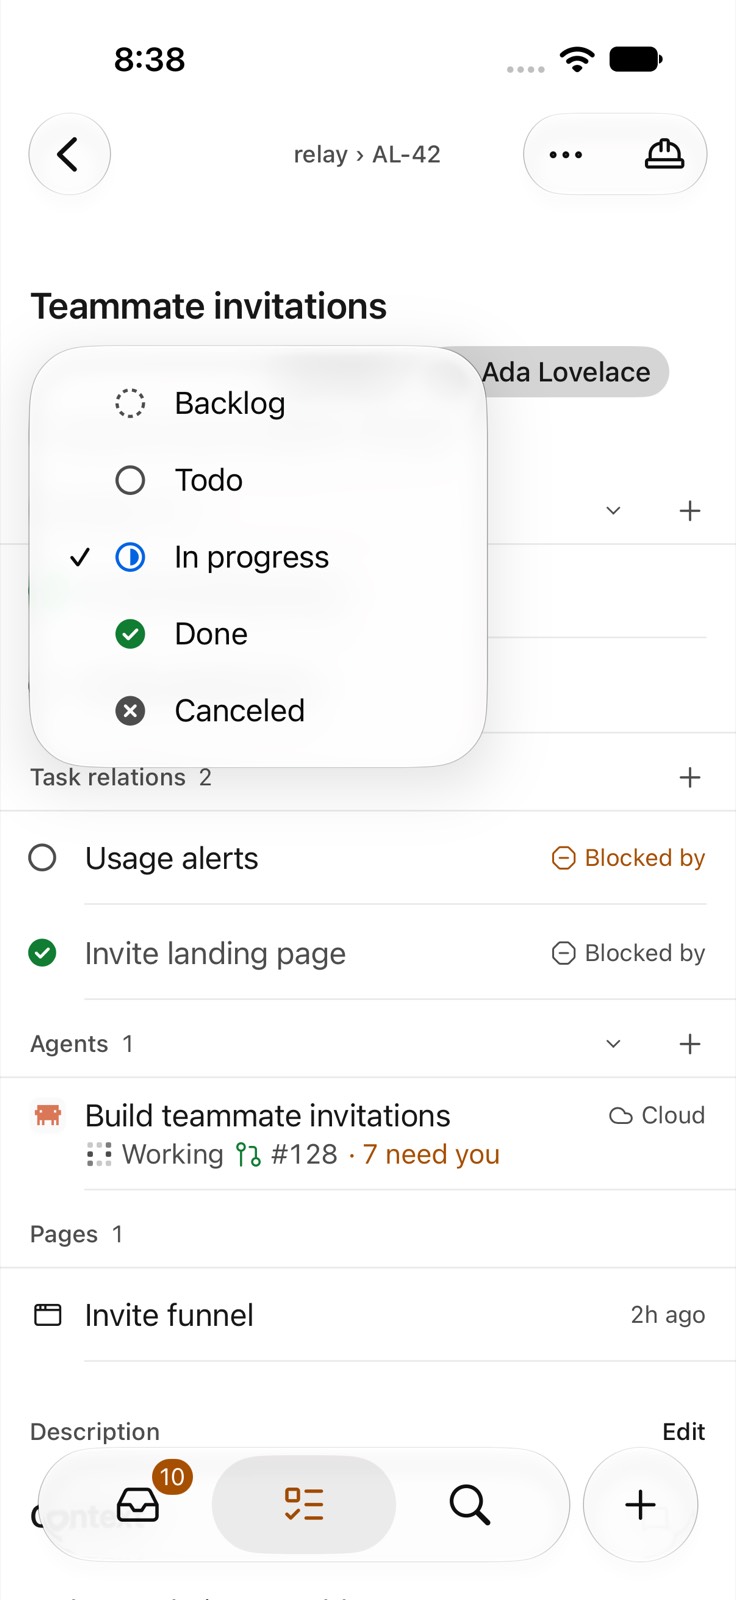 8:38
relay › AL-42
Teammate invitations
Ada Lovelace
Backlog
Todo
In progress
Done
Canceled
Task relations 2
Usage alerts
Blocked by
Invite landing page
Blocked by
Agents 1
Build teammate invitations
Cloud
Working #128 · 7 need you
Pages 1
Invite funnel
2h ago
Description
Edit
10